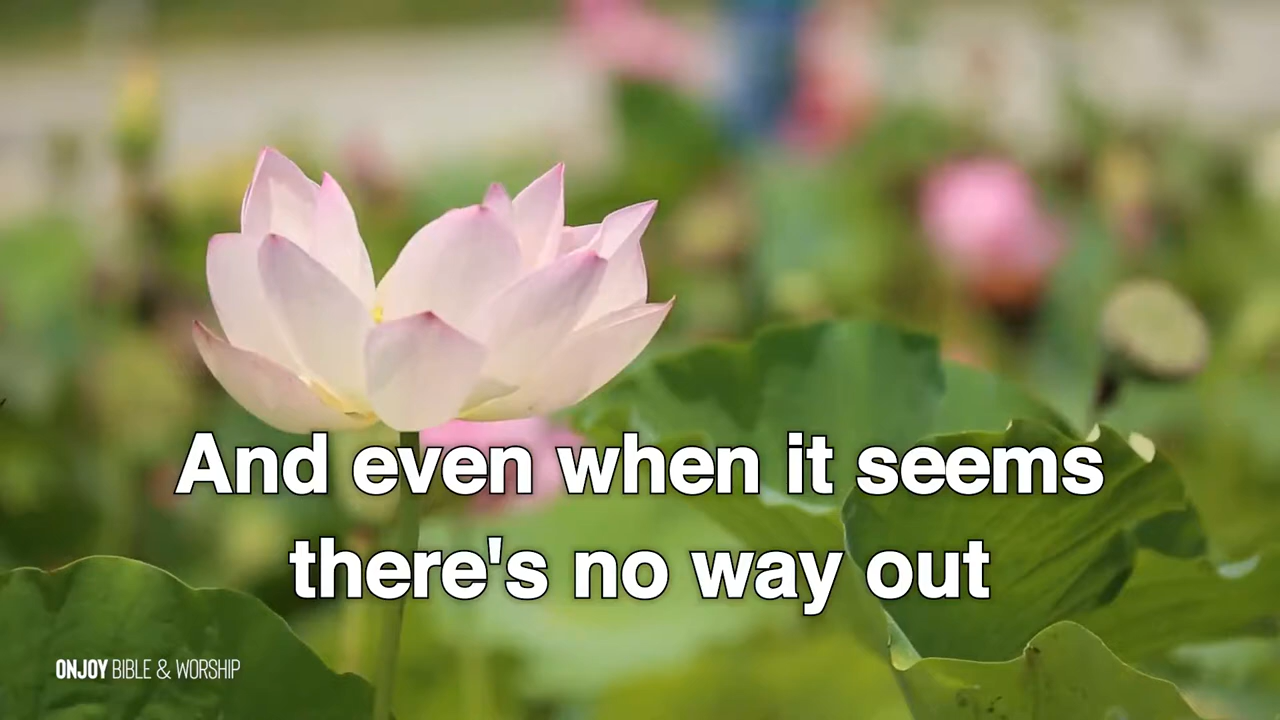 And even when it seems
there's no way out
ONJOY BIBLE & WORSHIP